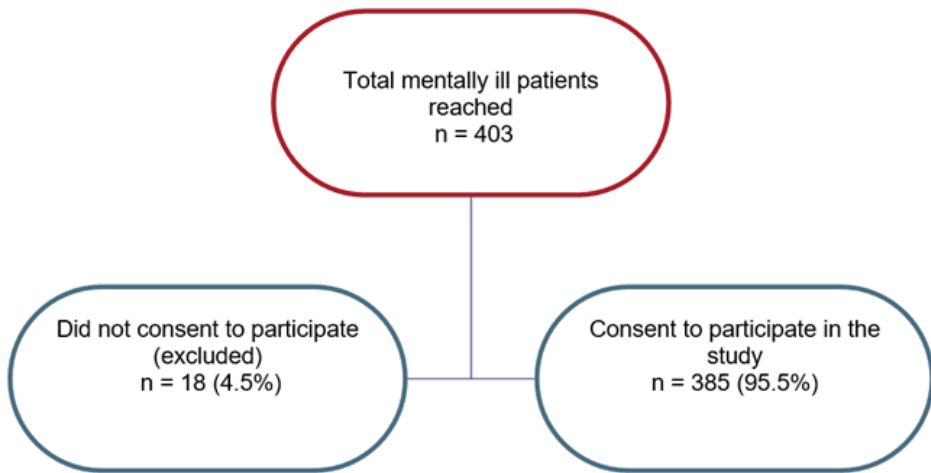 Total mentally ill patients
reached
n = 403
Did not consent to participate
(excluded)
n = 18 (4.5%)
Consent to participate in the
study
n = 385 (95.5%)